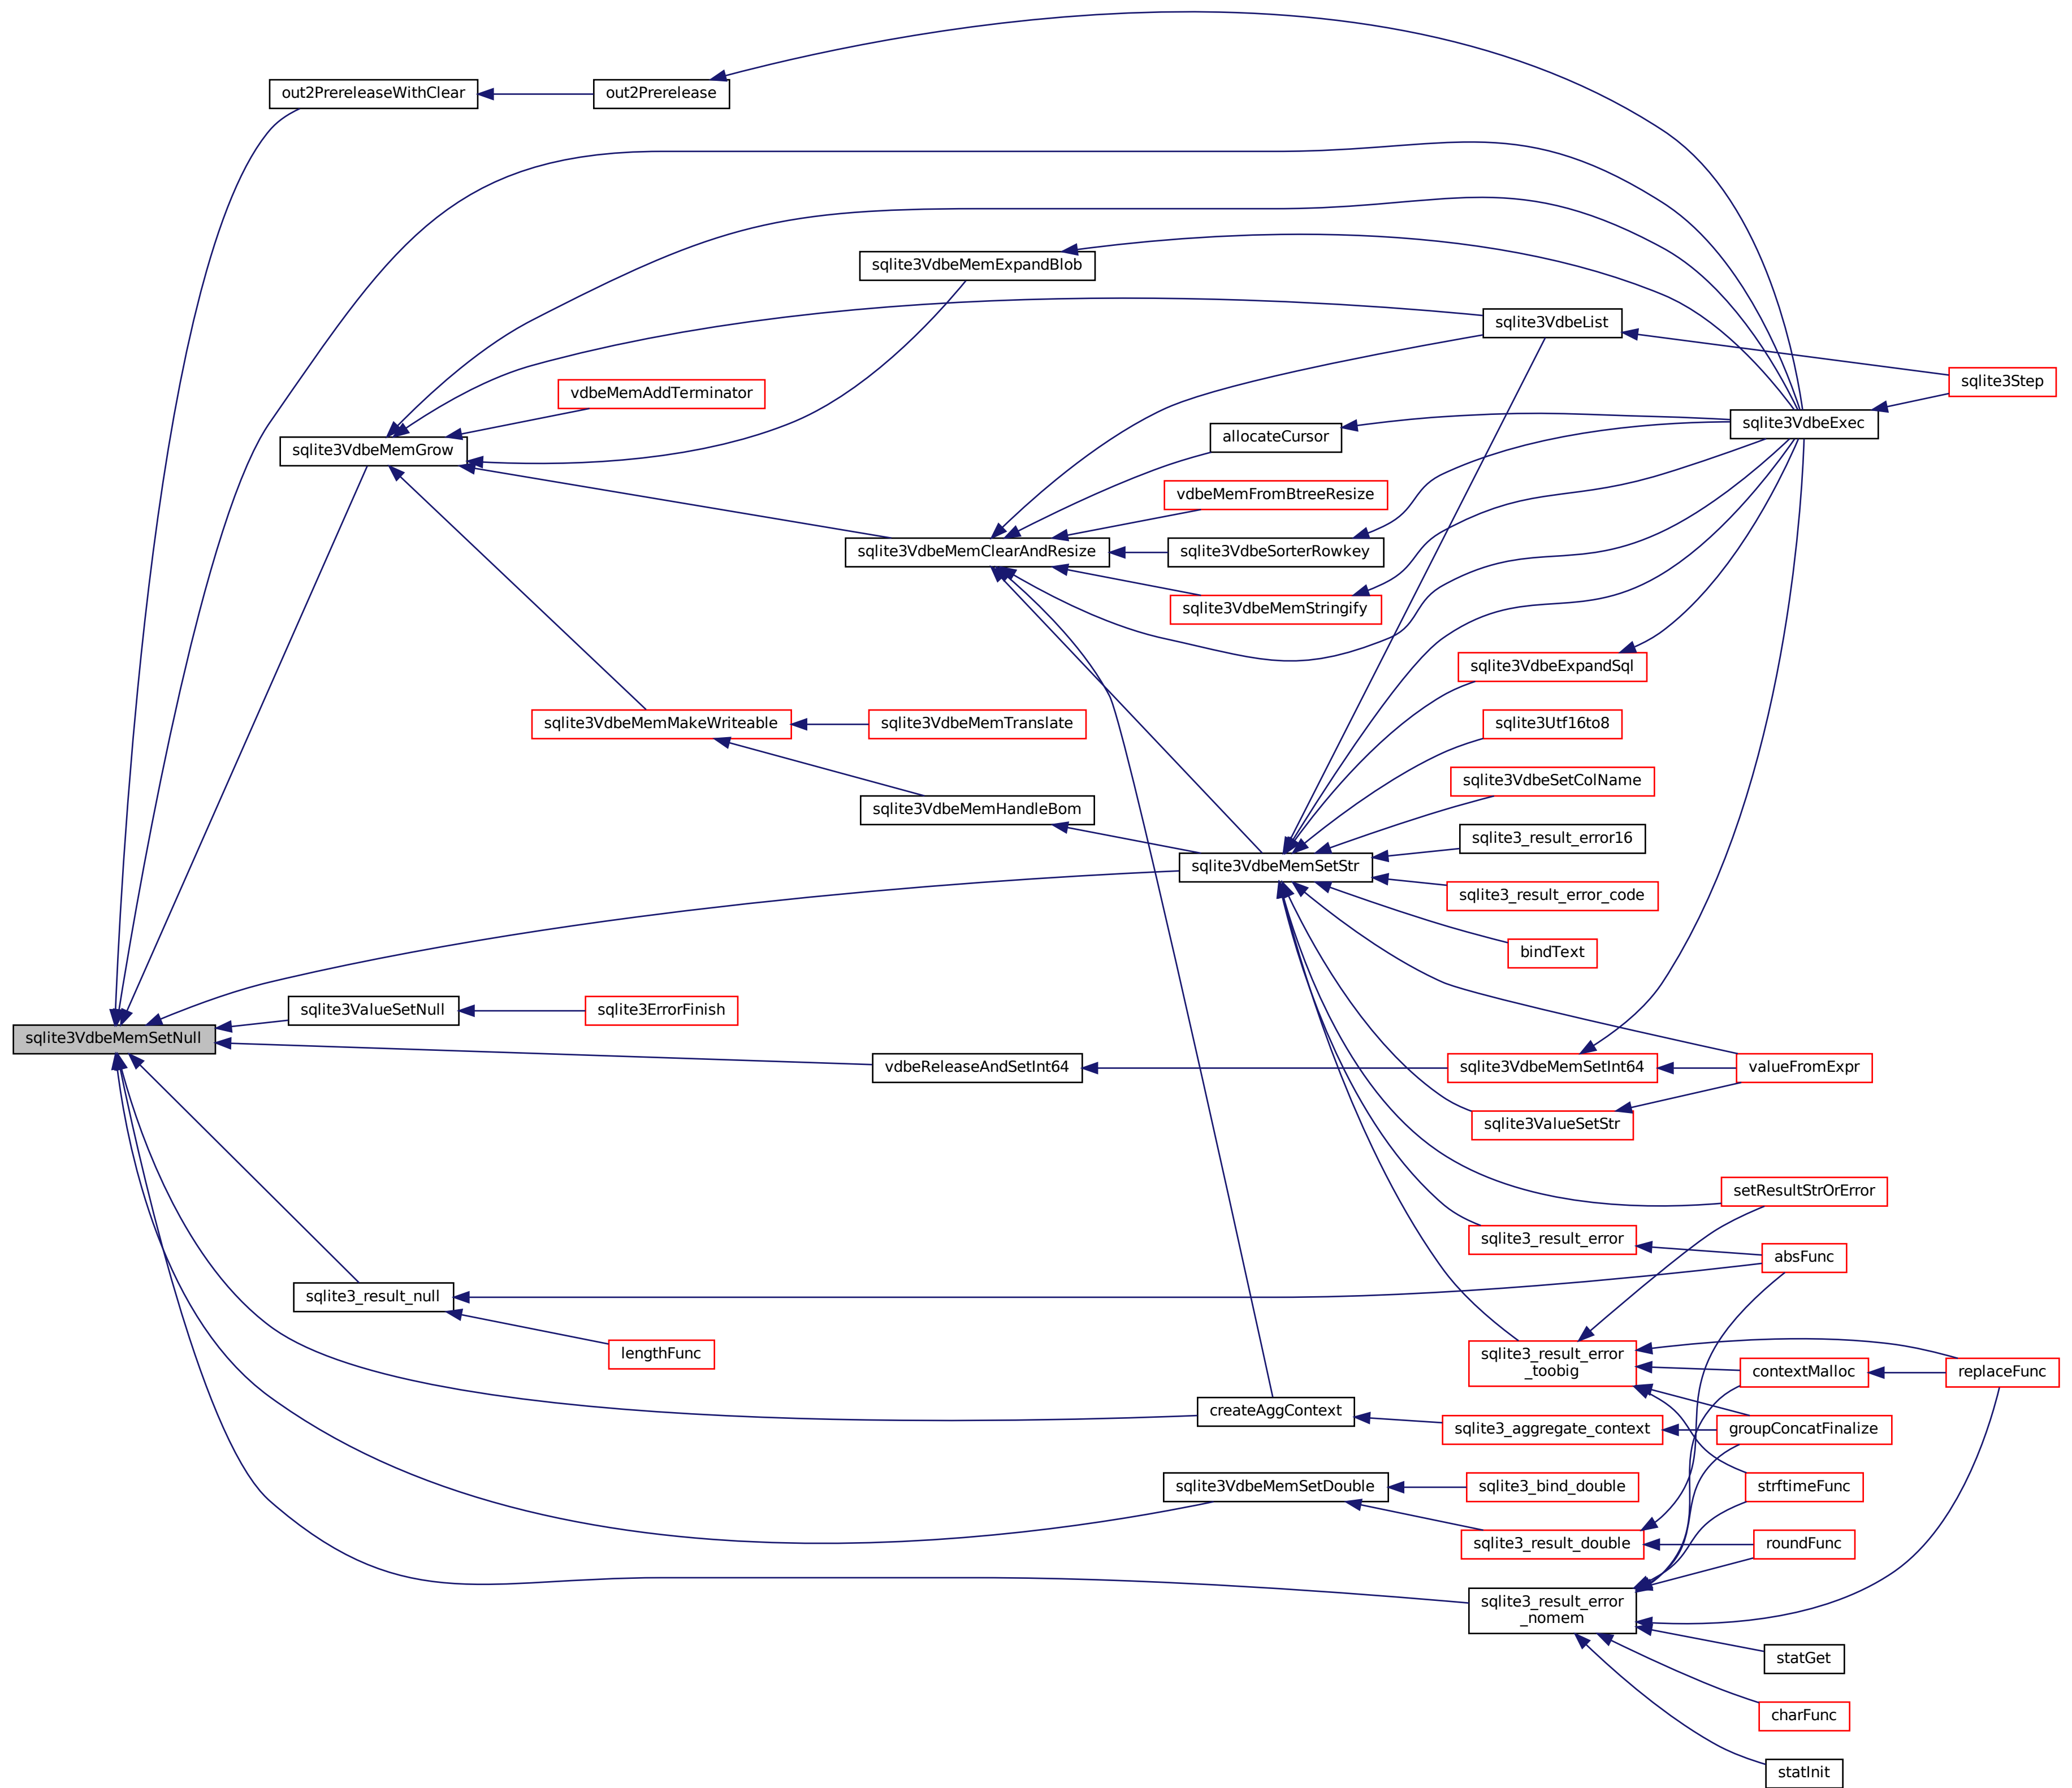 out2PrereleaseWithClear
out2Prerelease
sqlite3VdbeMemExpandBlob
sqlite3VdbeList
sqlite3Step
vdbeMemAddTerminator
sqlite3VdbeExec
allocateCursor
sqlite3VdbeMemGrow
vdbeMemFromBtreeResize
sqlite3VdbeMemClearAndResize
sqlite3VdbeSorterRowkey
sqlite3VdbeMemStringify
sqlite3VdbeExpandSql
sqlite3VdbeMemMakeWriteable
sqlite3VdbeMemTranslate
sqlite3Utf16to8
sqlite3VdbeSetColName
sqlite3VdbeMemHandleBom
sqlite3_result_error16
sqlite3VdbeMemSetStr
sqlite3_result_error_code
bindText
sqlite3ValueSetNull
sqlite3ErrorFinish
sqlite3VdbeMemSetNull
vdbeReleaseAndSetInt64
sqlite3VdbeMemSetInt64
valueFromExpr
sqlite3ValueSetStr
setResultStrOrError
sqlite3_result_error
absFunc
sqlite3_result_null
lengthFunc
sqlite3_result_error
_toobig
contextMalloc
replaceFunc
createAggContext
sqlite3_aggregate_context
groupConcatFinalize
sqlite3VdbeMemSetDouble
sqlite3_bind_double
strftimeFunc
sqlite3_result_double
roundFunc
sqlite3_result_error
_nomem
statGet
charFunc
statInit